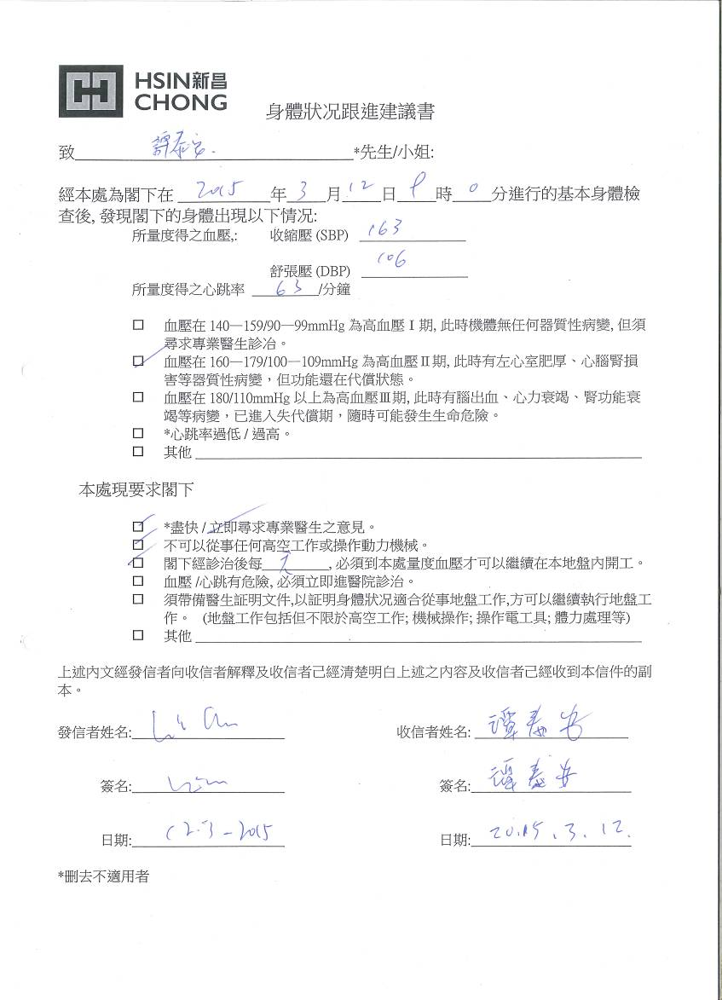 HSIN新昌
CHONG
身體狀況跟進建議書
致 譚泰安 *先生/小姐:
經本處為閣下在 2015 年 3 月 12 日 9 時 0 分進行的基本身體檢
查後, 發現閣下的身體出現以下情況:
所量度得之血壓,: 收縮壓 (SBP) 163
舒張壓 (DBP) 106
所量度得之心跳率 63 /分鐘
☐ 血壓在 140—159/90—99mmHg 為高血壓Ⅰ期, 此時機體無任何器質性病變, 但須
尋求專業醫生診冶。
☑ 血壓在 160—179/100—109mmHg 為高血壓Ⅱ期, 此時有左心室肥厚、心腦腎損
害等器質性病變，但功能還在代償狀態。
☐ 血壓在 180/110mmHg 以上為高血壓Ⅲ期, 此時有腦出血、心力衰竭、腎功能衰
竭等病變，已進入失代償期，隨時可能發生生命危險。
☐ *心跳率過低 / 過高。
☐ 其他
本處現要求閣下
☑ *盡快 / 立即尋求專業醫生之意見。
☑ 不可以從事任何高空工作或操作動力機械。
☑ 閣下經診治後每 天 , 必須到本處量度血壓才可以繼續在本地盤內開工。
☐ 血壓 /心跳有危險, 必須立即進醫院診治。
☐ 須帶備醫生証明文件,以証明身體狀況適合從事地盤工作,方可以繼續執行地盤工
作。 (地盤工作包括但不限於高空工作; 機械操作; 操作電工具; 體力處理等)
☐ 其他
上述內文經發信者向收信者解釋及收信者己經清楚明白上述之內容及收信者己經收到本信件的副
本。
發信者姓名: 收信者姓名: 譚泰安
簽名: 簽名: 譚泰安
日期: 12-3-2015 日期: 2015.3.12.
*刪去不適用者